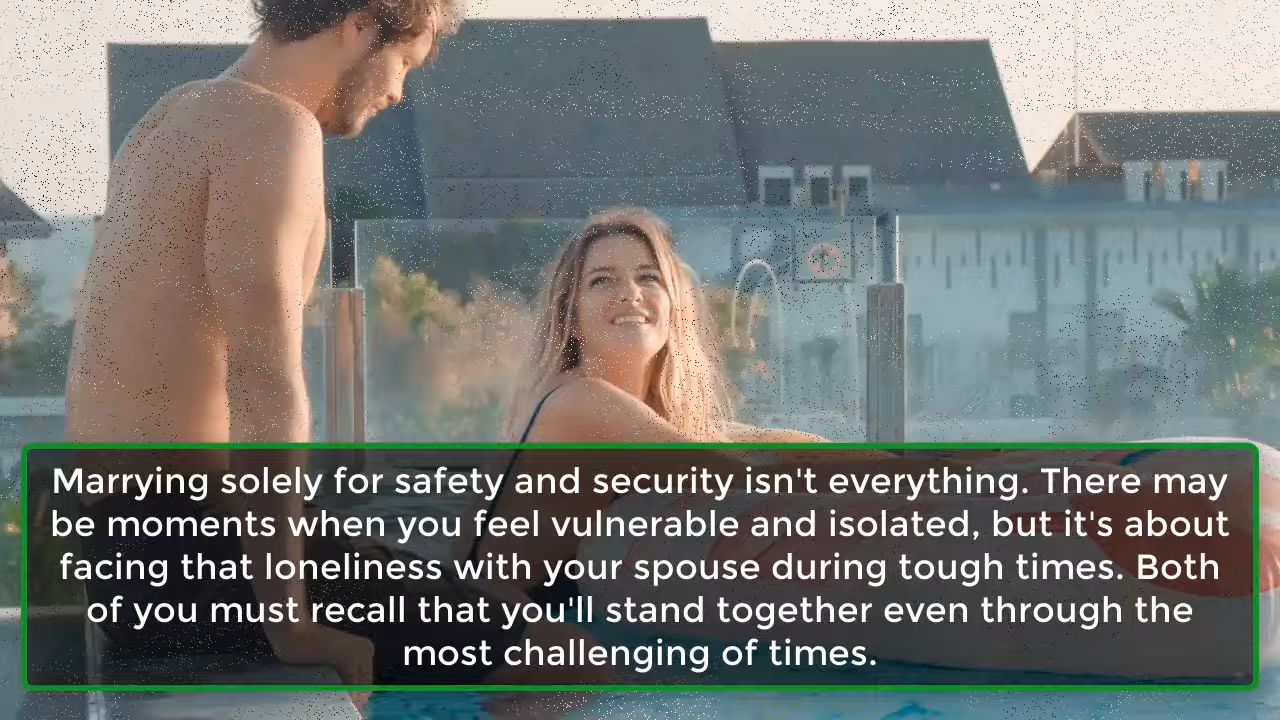 Marrying solely for safety and security isn't everything. There may
be moments when you feel vulnerable and isolated, but it's about
facing that loneliness with your spouse during tough times. Both
of you must recall that you'll stand together even through the
most challenging of times.